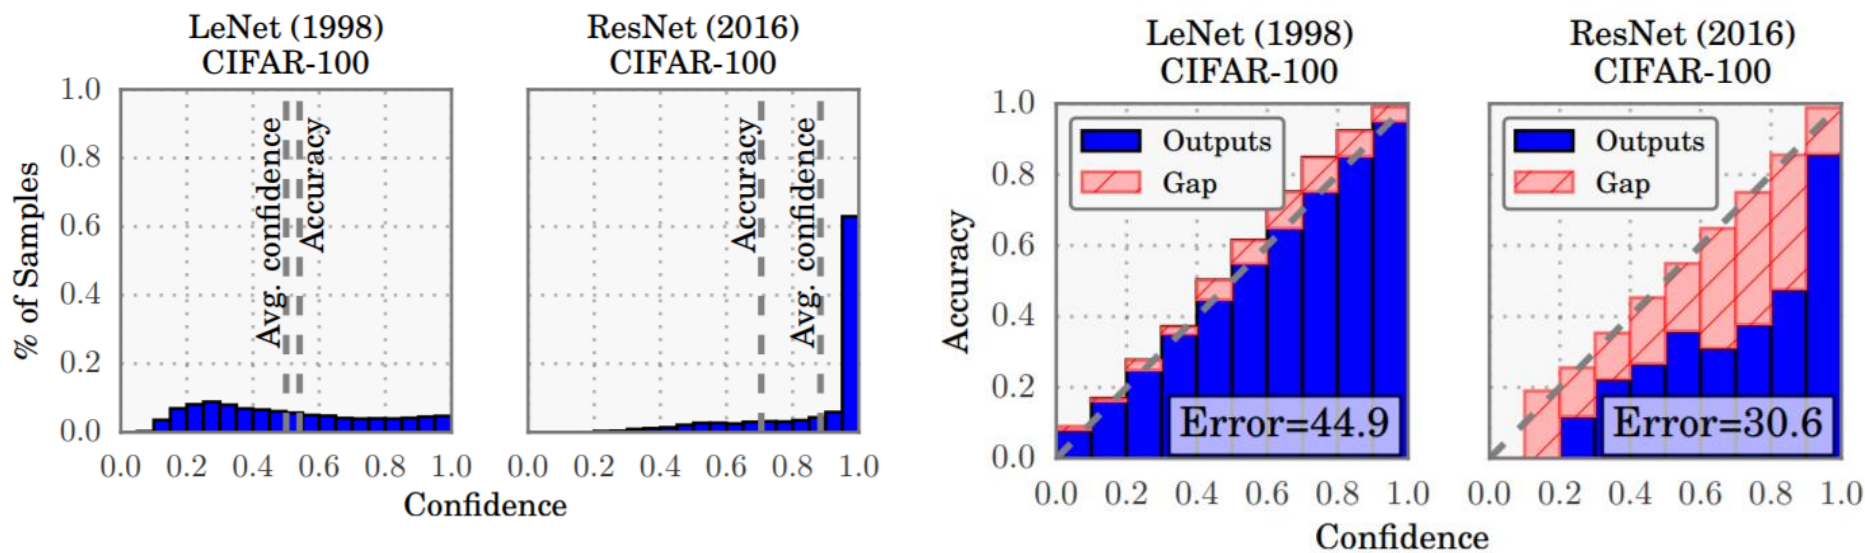 LeNet (1998)
CIFAR-100
ResNet (2016)
CIFAR-100
% of Samples
1.0
0.8
0.6
0.4
0.2
0.0
Avg. confidence
Accuracy
Accuracy
Avg. confidence
0.0 0.2 0.4 0.6 0.8 1.0
0.0 0.2 0.4 0.6 0.8 1.0
Confidence
LeNet (1998)
CIFAR-100
ResNet (2016)
CIFAR-100
Accuracy
1.0
0.8
0.6
0.4
0.2
0.0
Outputs
Gap
Error=44.9
Outputs
Gap
Error=30.6
0.0 0.2 0.4 0.6 0.8 1.0
0.0 0.2 0.4 0.6 0.8 1.0
Confidence